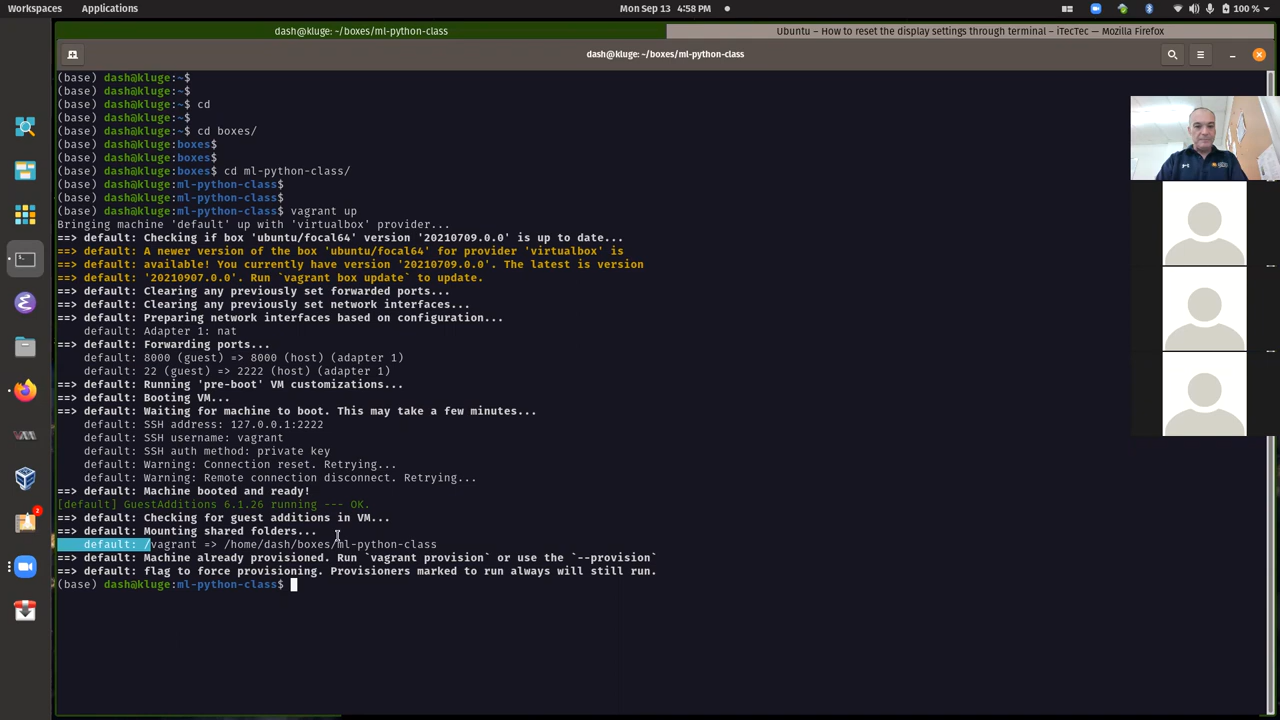 Workspaces Applications Mon Sep 13 4:58 PM 100 %
dash@kluge: ~/boxes/ml-python-class Ubuntu – How to reset the display settings through terminal – iTecTec — Mozilla Firefox
dash@kluge: ~/boxes/ml-python-class
(base) dash@kluge:~$
(base) dash@kluge:~$
(base) dash@kluge:~$ cd
(base) dash@kluge:~$
(base) dash@kluge:~$ cd boxes/
(base) dash@kluge:boxes$
(base) dash@kluge:boxes$
(base) dash@kluge:boxes$ cd ml-python-class/
(base) dash@kluge:ml-python-class$
(base) dash@kluge:ml-python-class$
(base) dash@kluge:ml-python-class$ vagrant up
Bringing machine 'default' up with 'virtualbox' provider...
==> default: Checking if box 'ubuntu/focal64' version '20210709.0.0' is up to date...
==> default: A newer version of the box 'ubuntu/focal64' for provider 'virtualbox' is
==> default: available! You currently have version '20210709.0.0'. The latest is version
==> default: '20210907.0.0'. Run `vagrant box update` to update.
==> default: Clearing any previously set forwarded ports...
==> default: Clearing any previously set network interfaces...
==> default: Preparing network interfaces based on configuration...
default: Adapter 1: nat
==> default: Forwarding ports...
default: 8000 (guest) => 8000 (host) (adapter 1)
default: 22 (guest) => 2222 (host) (adapter 1)
==> default: Running 'pre-boot' VM customizations...
==> default: Booting VM...
==> default: Waiting for machine to boot. This may take a few minutes...
default: SSH address: 127.0.0.1:2222
default: SSH username: vagrant
default: SSH auth method: private key
default: Warning: Connection reset. Retrying...
default: Warning: Remote connection disconnect. Retrying...
==> default: Machine booted and ready!
[default] GuestAdditions 6.1.26 running --- OK.
==> default: Checking for guest additions in VM...
==> default: Mounting shared folders...
default: /vagrant => /home/dash/boxes/ml-python-class
==> default: Machine already provisioned. Run `vagrant provision` or use the `--provision`
==> default: flag to force provisioning. Provisioners marked to run always will still run.
(base) dash@kluge:ml-python-class$
2